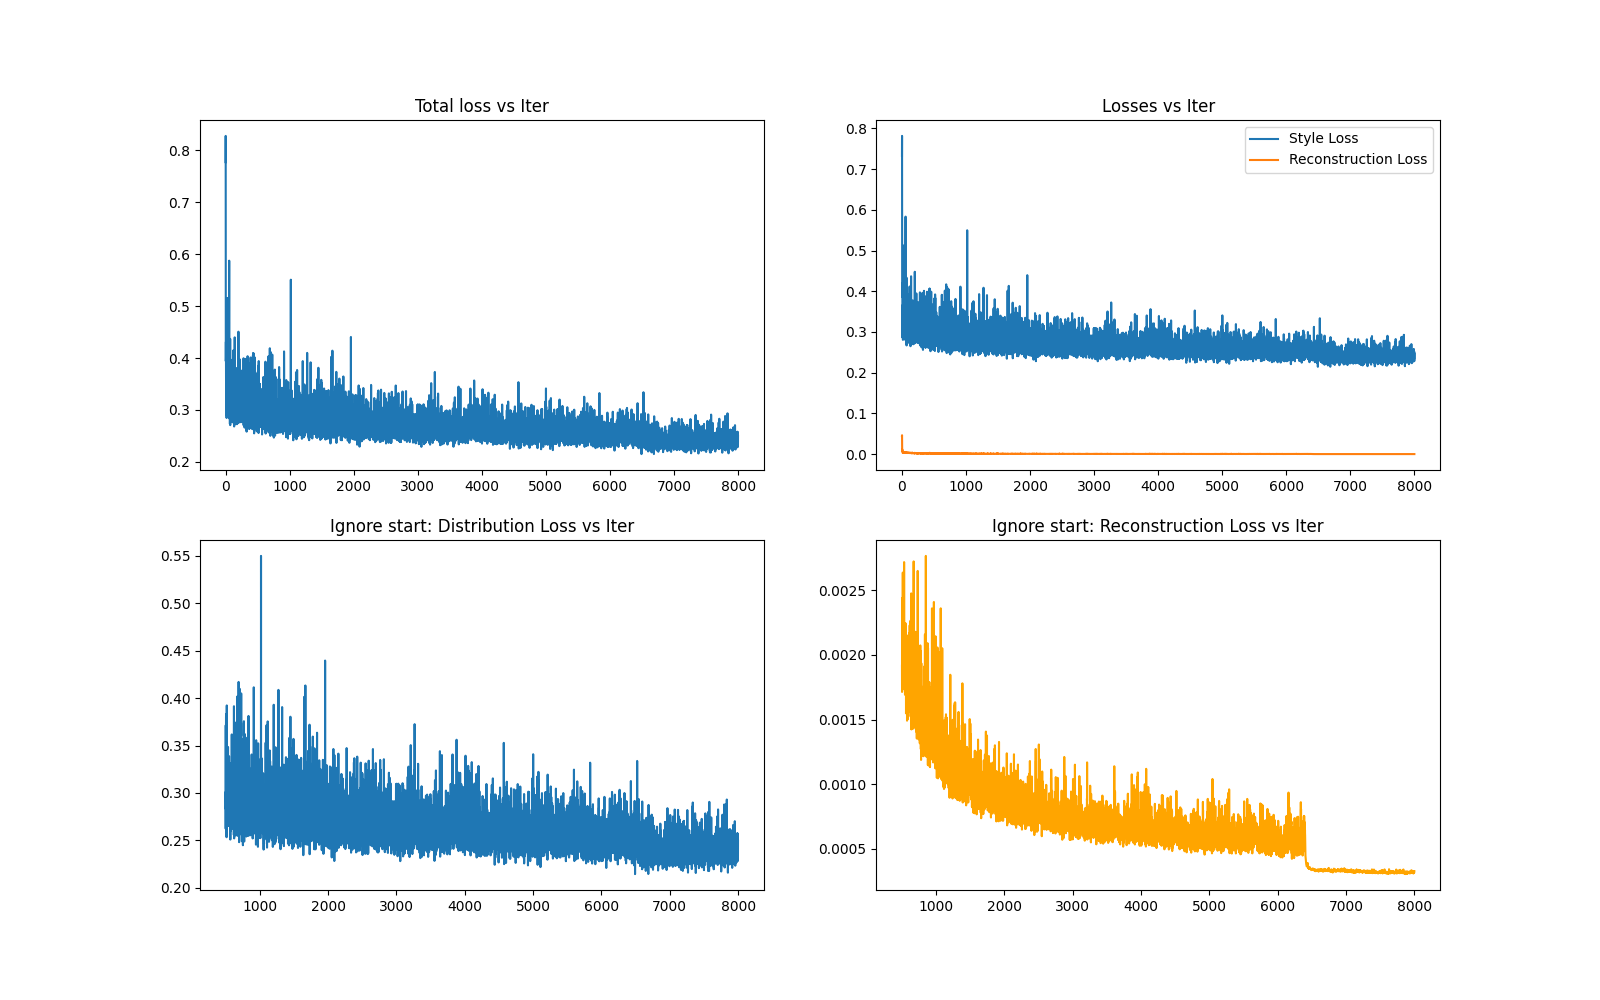 Total loss vs Iter
0.8
0.7
0.6
0.5
0.4
0.3
0.2
0 1000 2000 3000 4000 5000 6000 7000 8000
Losses vs Iter
Style Loss
Reconstruction Loss
0.8
0.7
0.6
0.5
0.4
0.3
0.2
0.1
0.0
0 1000 2000 3000 4000 5000 6000 7000 8000
Ignore start: Distribution Loss vs Iter
0.55
0.50
0.45
0.40
0.35
0.30
0.25
0.20
1000 2000 3000 4000 5000 6000 7000 8000
Ignore start: Reconstruction Loss vs Iter
0.0025
0.0020
0.0015
0.0010
0.0005
1000 2000 3000 4000 5000 6000 7000 8000